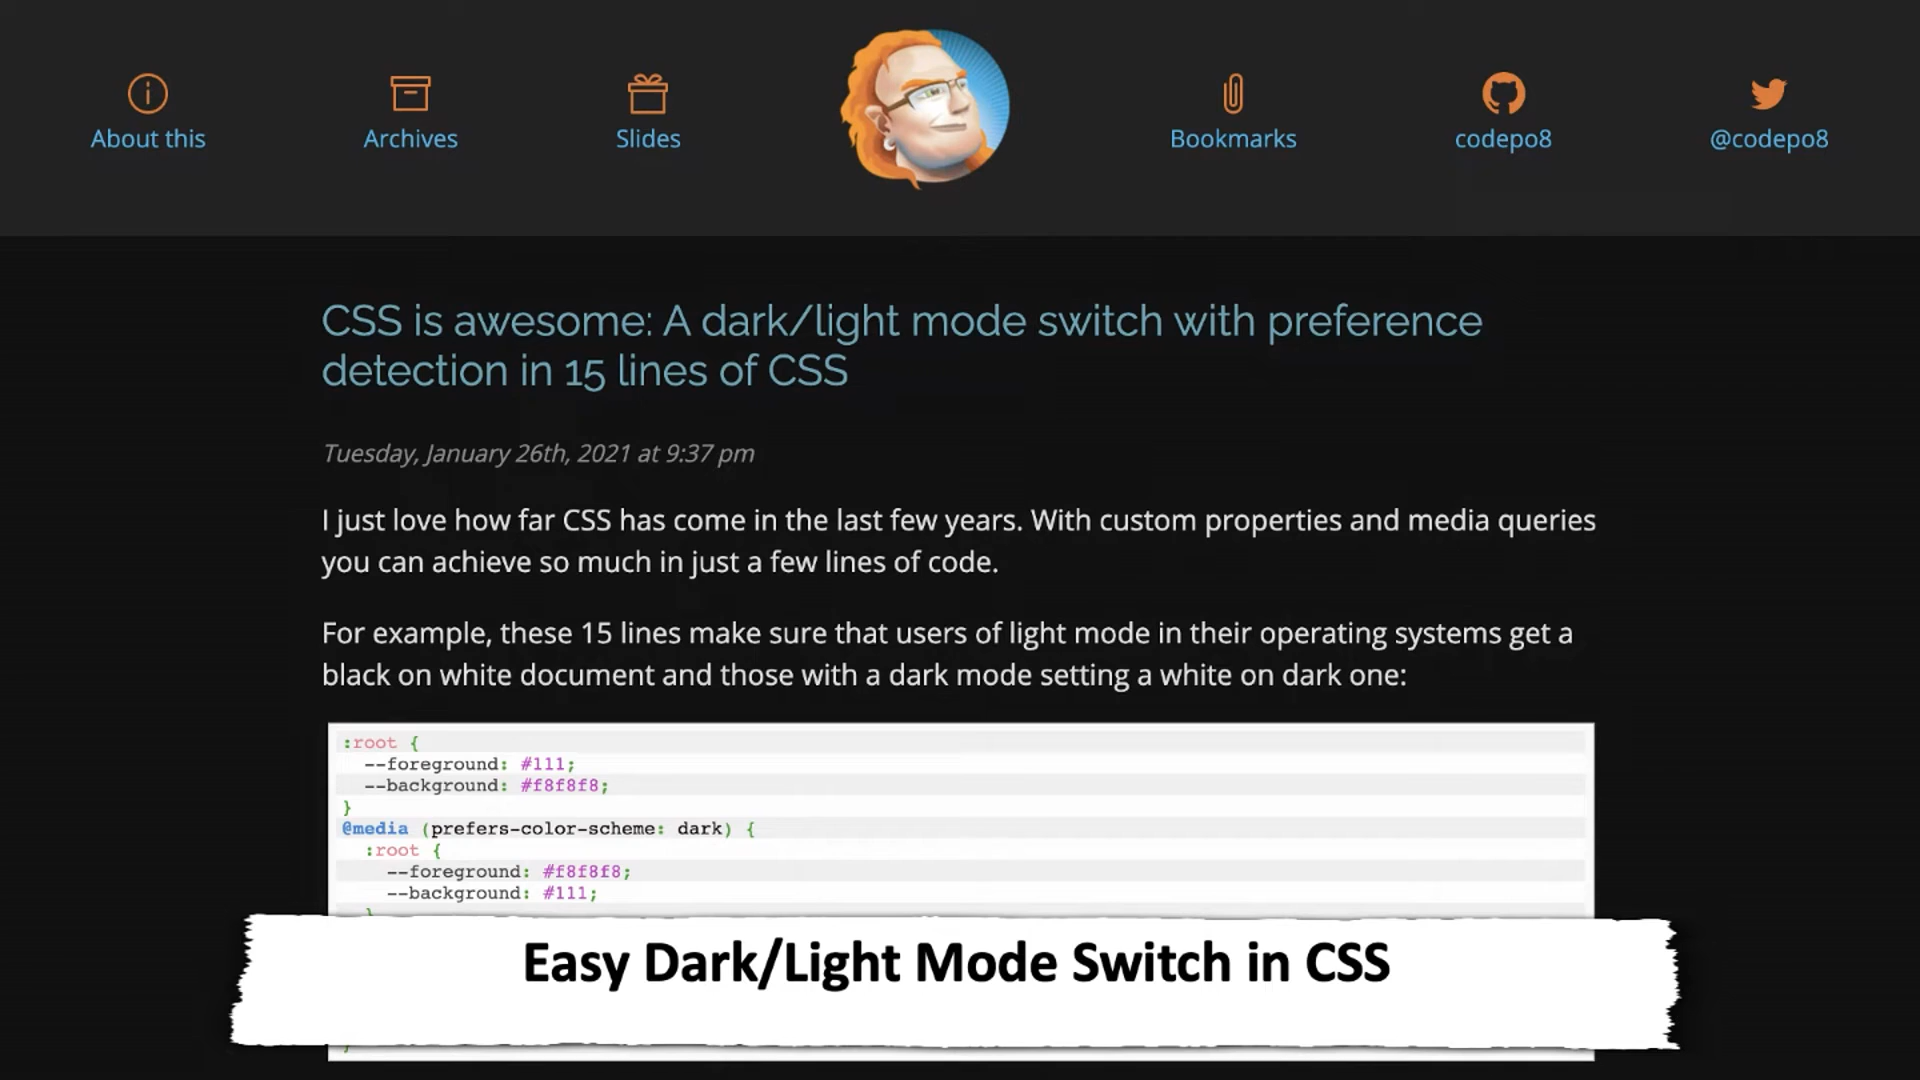 About this
Archives
Slides
Bookmarks
codepo8
@codepo8
CSS is awesome: A dark/light mode switch with preference
detection in 15 lines of CSS
Tuesday, January 26th, 2021 at 9:37 pm
I just love how far CSS has come in the last few years. With custom properties and media queries
you can achieve so much in just a few lines of code.
For example, these 15 lines make sure that users of light mode in their operating systems get a
black on white document and those with a dark mode setting a white on dark one:
:root {
--foreground: #111;
--background: #f8f8f8;
}
@media (prefers-color-scheme: dark) {
:root {
--foreground: #f8f8f8;
--background: #111;
}
Easy Dark/Light Mode Switch in CSS
}